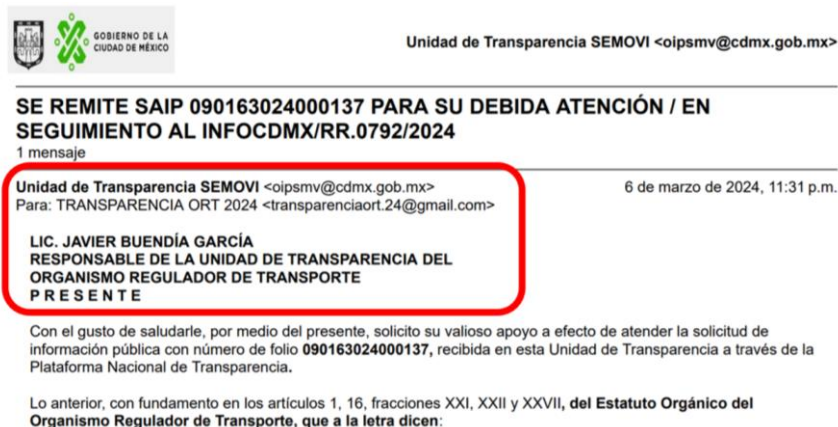 GOBIERNO DE LA
CIUDAD DE MÉXICO
Unidad de Transparencia SEMOVI <oipsmv@cdmx.gob.mx>
SE REMITE SAIP 090163024000137 PARA SU DEBIDA ATENCIÓN / EN
SEGUIMIENTO AL INFOCDMX/RR.0792/2024
1 mensaje
Unidad de Transparencia SEMOVI <oipsmv@cdmx.gob.mx> 6 de marzo de 2024, 11:31 p.m.
Para: TRANSPARENCIA ORT 2024 <transparenciaort.24@gmail.com>
LIC. JAVIER BUENDÍA GARCÍA
RESPONSABLE DE LA UNIDAD DE TRANSPARENCIA DEL
ORGANISMO REGULADOR DE TRANSPORTE
P R E S E N T E
Con el gusto de saludarle, por medio del presente, solicito su valioso apoyo a efecto de atender la solicitud de
información pública con número de folio 090163024000137, recibida en esta Unidad de Transparencia a través de la
Plataforma Nacional de Transparencia.
Lo anterior, con fundamento en los artículos 1, 16, fracciones XXI, XXII y XXVII, del Estatuto Orgánico del
Organismo Regulador de Transporte, que a la letra dicen: